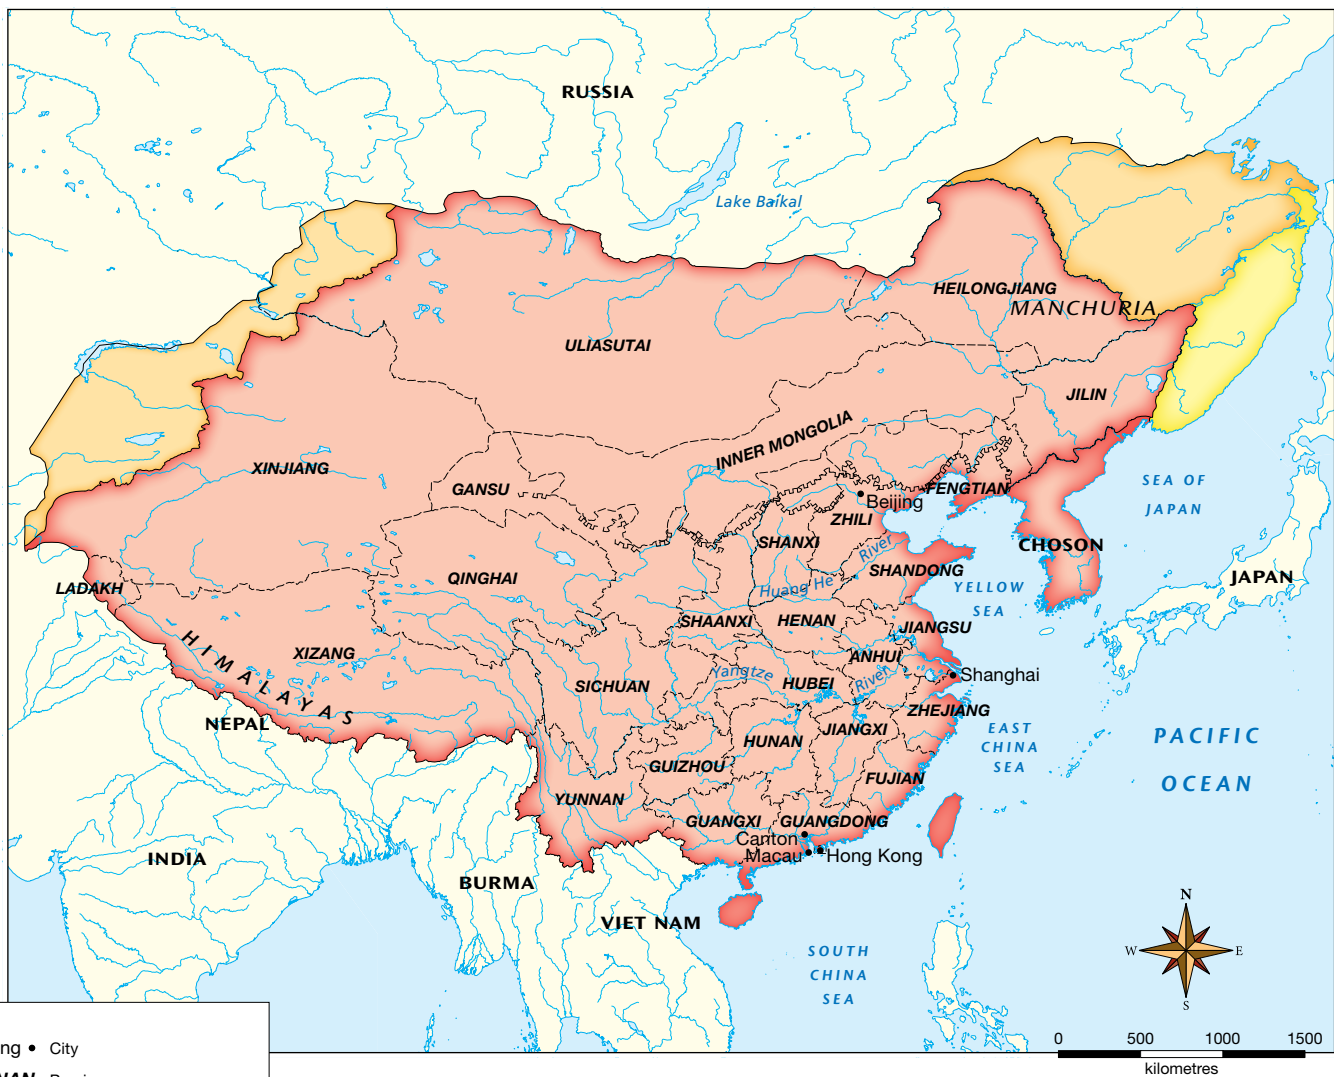 RUSSIA
Lake Baikal
HEILONGJIANG
MANCHURIA
ULIASUTAI
JILIN
INNER MONGOLIA
XINJIANG
GANSU
Beijing
FENGTIAN
SEA OF
JAPAN
ZHILI
SHANXI
CHOSON
River
Huang He
SHANDONG
QINGHAI
JAPAN
LADAKH
YELLOW
SEA
SHAANXI
HENAN
JIANGSU
HIMALAYAS
XIZANG
ANHUI
Yangtze
River
Shanghai
SICHUAN
HUBEI
ZHEJIANG
NEPAL
JIANGXI
EAST
CHINA
SEA
PACIFIC
OCEAN
HUNAN
GUIZHOU
FUJIAN
YUNNAN
GUANGXI
GUANGDONG
Canton
Macau
Hong Kong
INDIA
BURMA
VIET NAM
N
W
E
S
SOUTH
CHINA
SEA
ng
City
NAN
0 500 1000 1500
kilometres